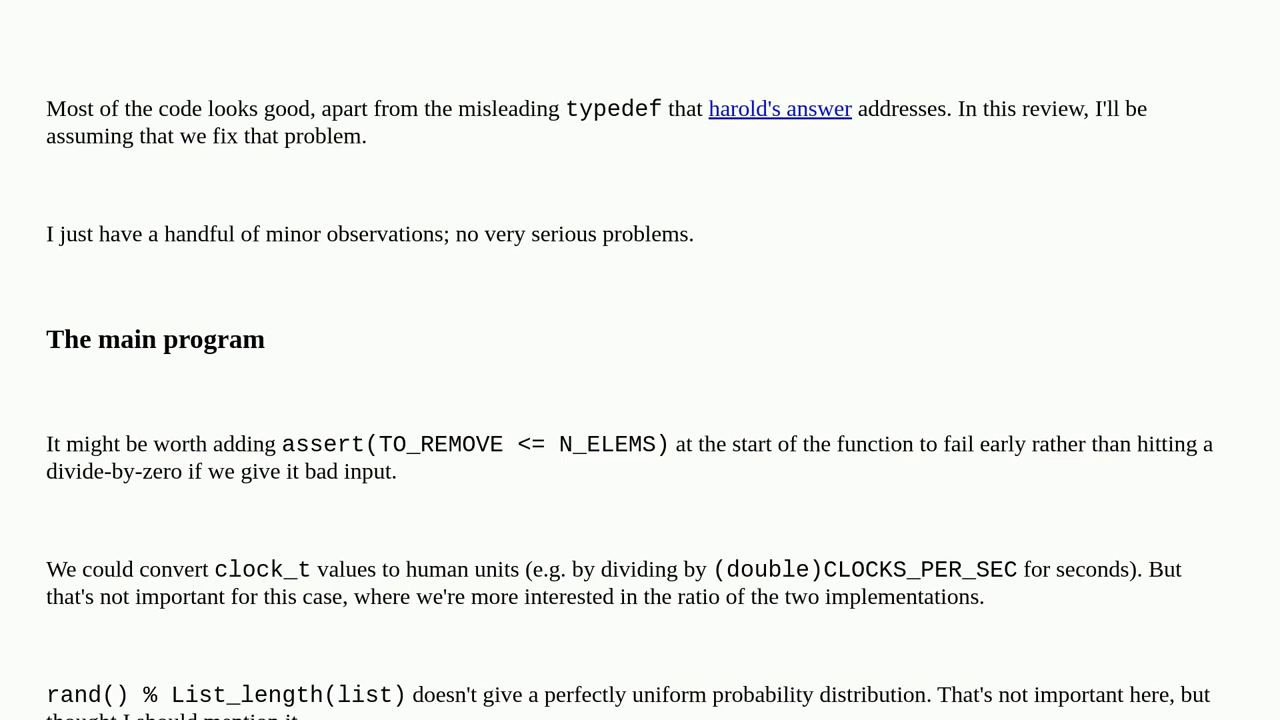 Most of the code looks good, apart from the misleading typedef that harold's answer addresses. In this review, I'll be
assuming that we fix that problem.
I just have a handful of minor observations; no very serious problems.
The main program
It might be worth adding assert(TO_REMOVE <= N_ELEMS) at the start of the function to fail early rather than hitting a
divide-by-zero if we give it bad input.
We could convert clock_t values to human units (e.g. by dividing by (double)CLOCKS_PER_SEC for seconds). But
that's not important for this case, where we're more interested in the ratio of the two implementations.
rand() % List_length(list) doesn't give a perfectly uniform probability distribution. That's not important here, but
thought I should mention it.